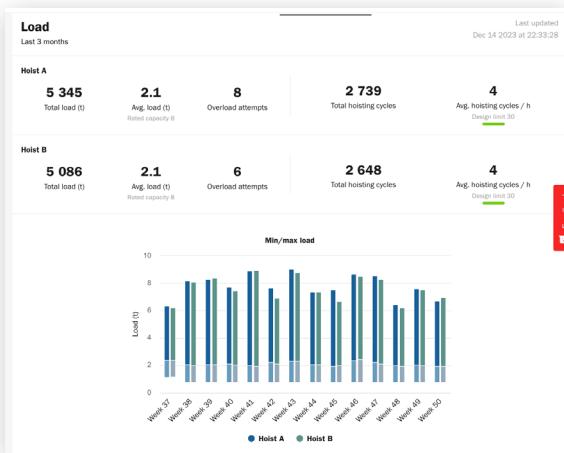 Load
Last updated
Last 3 months
Dec 14 2023 at 22:33:28
Hoist A
5 345
2.1
8
2 739
4
Total load (t)
Avg. load (t)
Overload attempts
Total hoisting cycles
Avg. hoisting cycles / h
Rated capacity 8
Design limit 30
Hoist B
5 086
2.1
6
2 648
4
Total load (t)
Avg. load (t)
Overload attempts
Total hoisting cycles
Avg. hoisting cycles / h
Rated capacity 8
Design limit 30
Min/max load
10
8
6
4
2
0
Load (t)
Week 37
Week 38
Week 39
Week 40
Week 41
Week 42
Week 43
Week 44
Week 45
Week 46
Week 47
Week 48
Week 49
Week 50
Hoist A
Hoist B